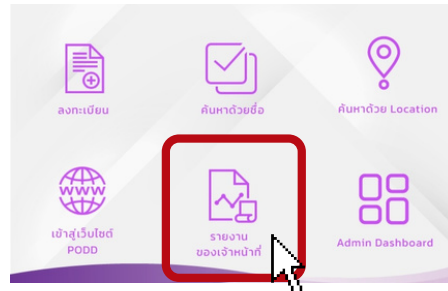 ลงทะเบียน
ค้นหาด้วยชื่อ
ค้นหาด้วย Location
www
เข้าสู่เว็บไซต์
PODD
รายงาน
ของเจ้าหน้าที่
Admin Dashboard